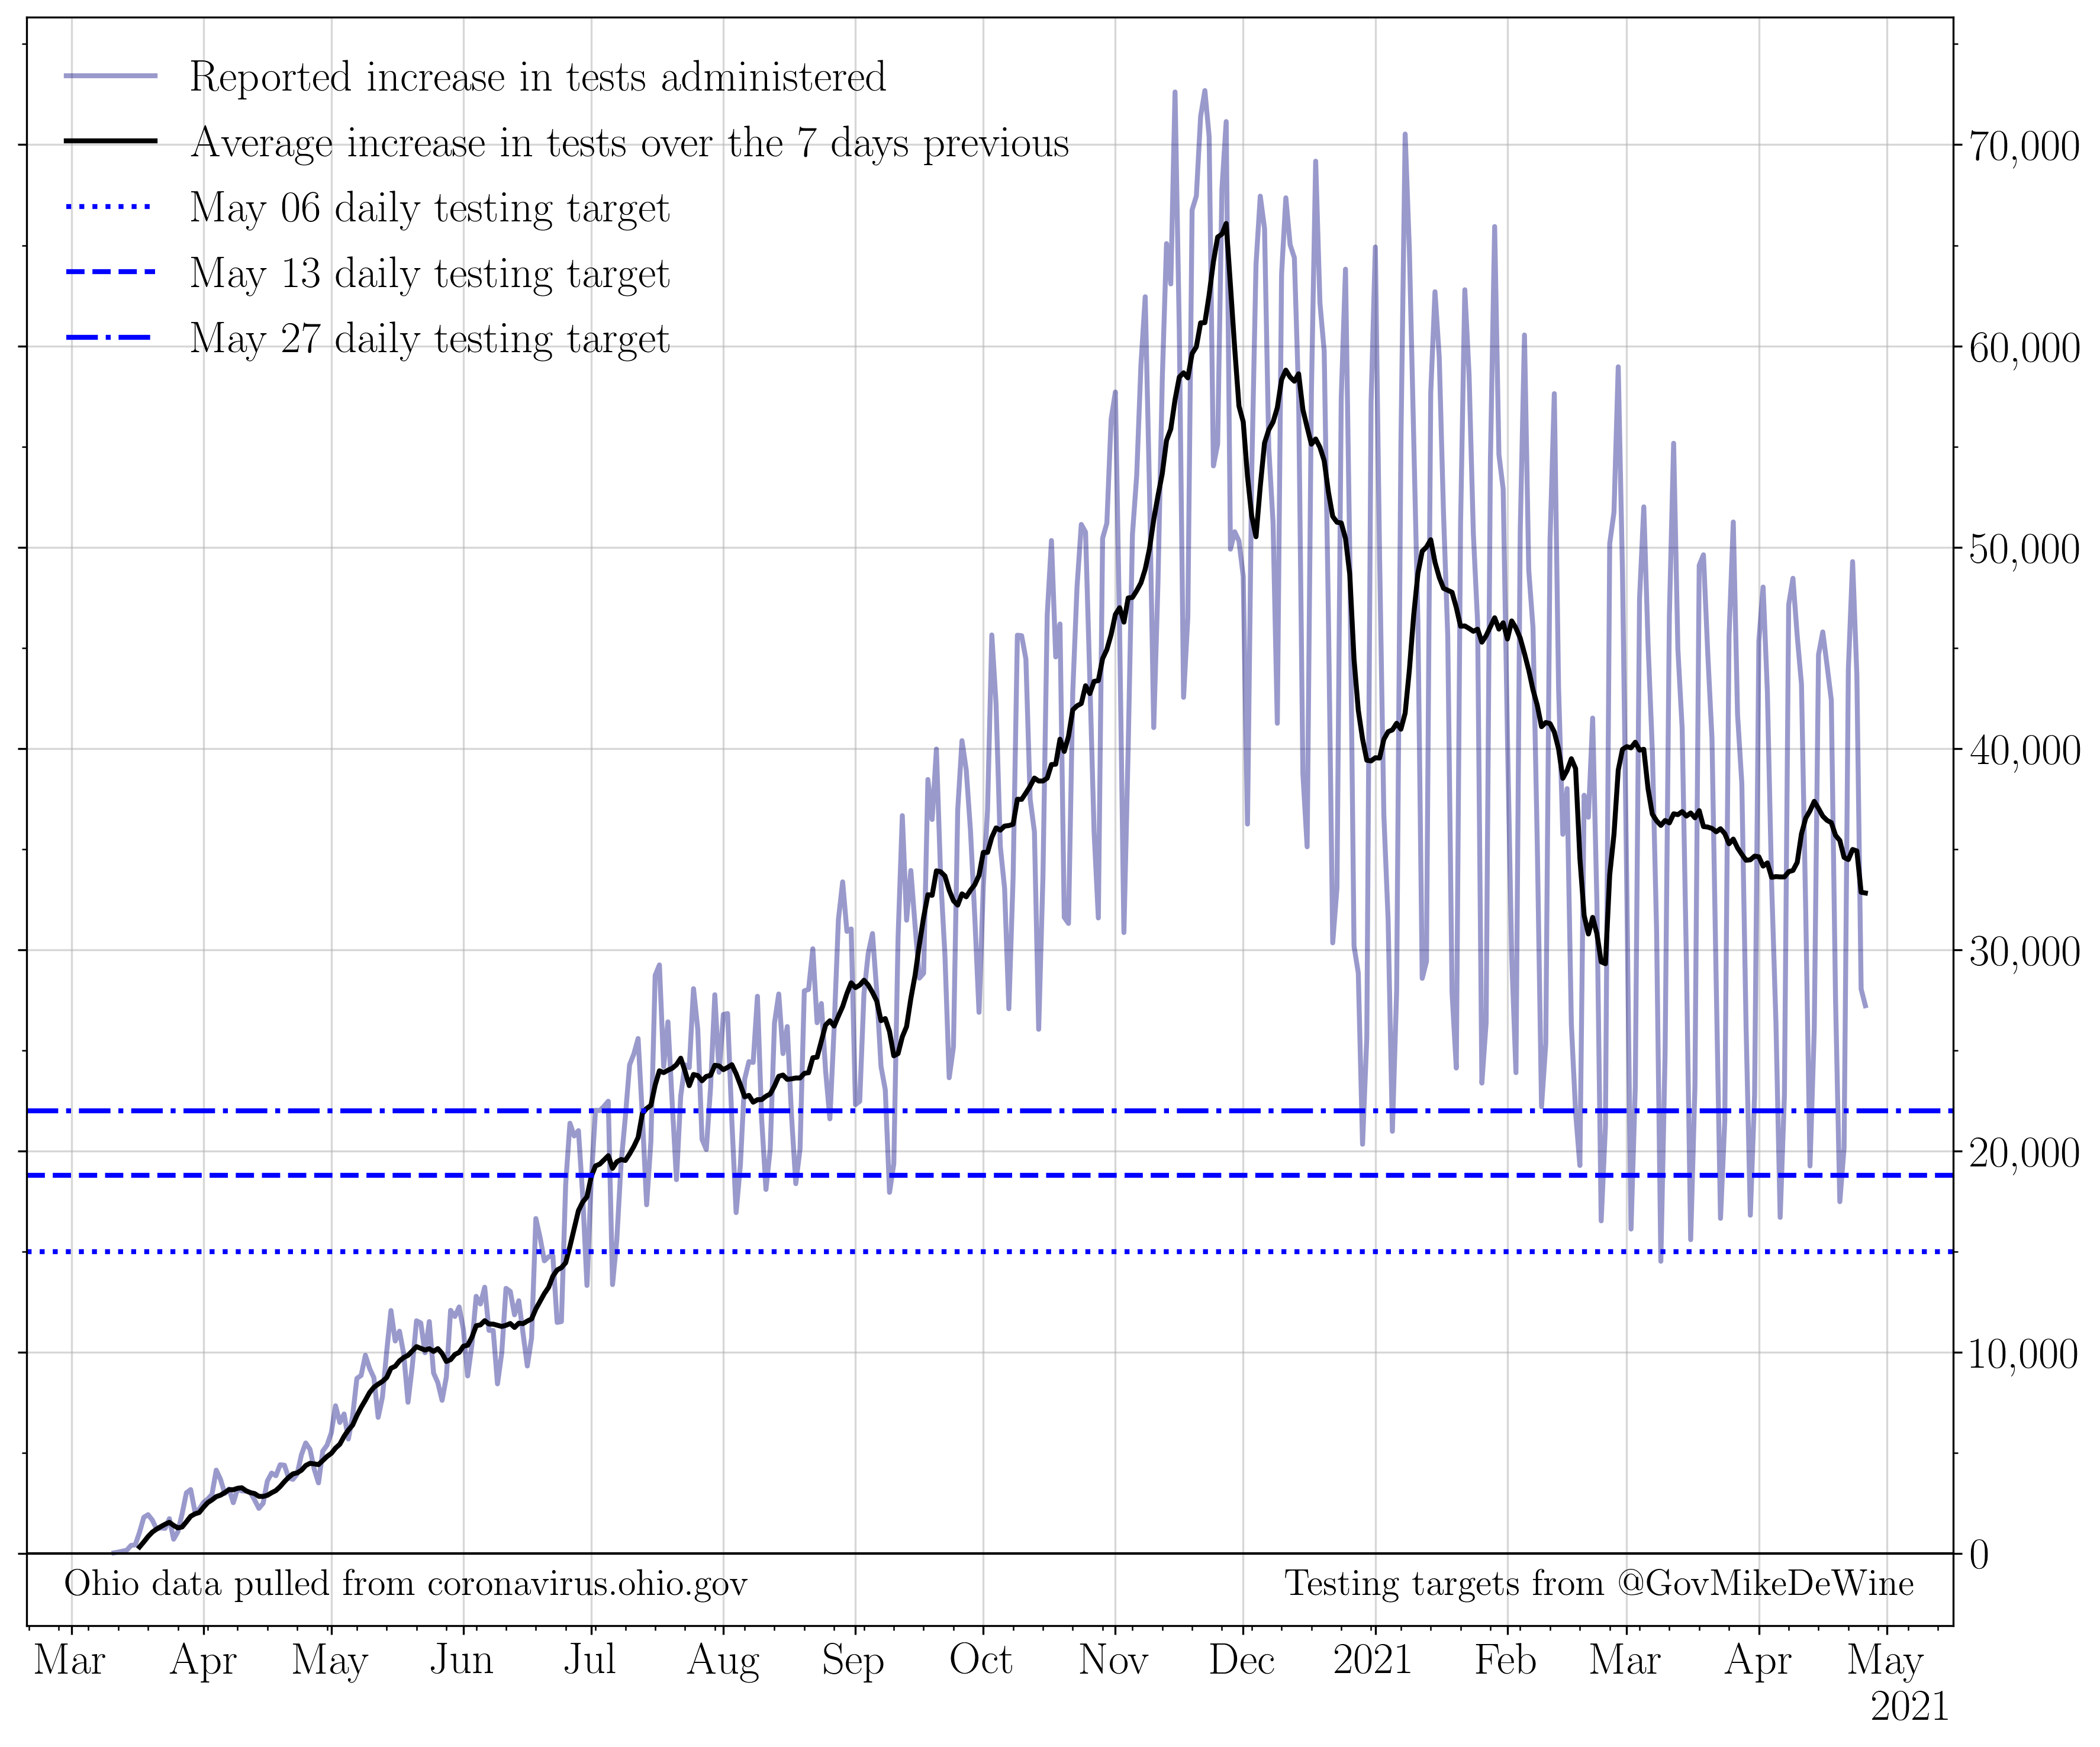 Reported increase in tests administered
Average increase in tests over the 7 days previous
May 06 daily testing target
May 13 daily testing target
May 27 daily testing target
70,000
60,000
50,000
40,000
30,000
20,000
10,000
0
Ohio data pulled from coronavirus.ohio.gov Testing targets from @GovMikeDeWine
Mar Apr May Jun Jul Aug Sep Oct Nov Dec 2021 Feb Mar Apr May
2021